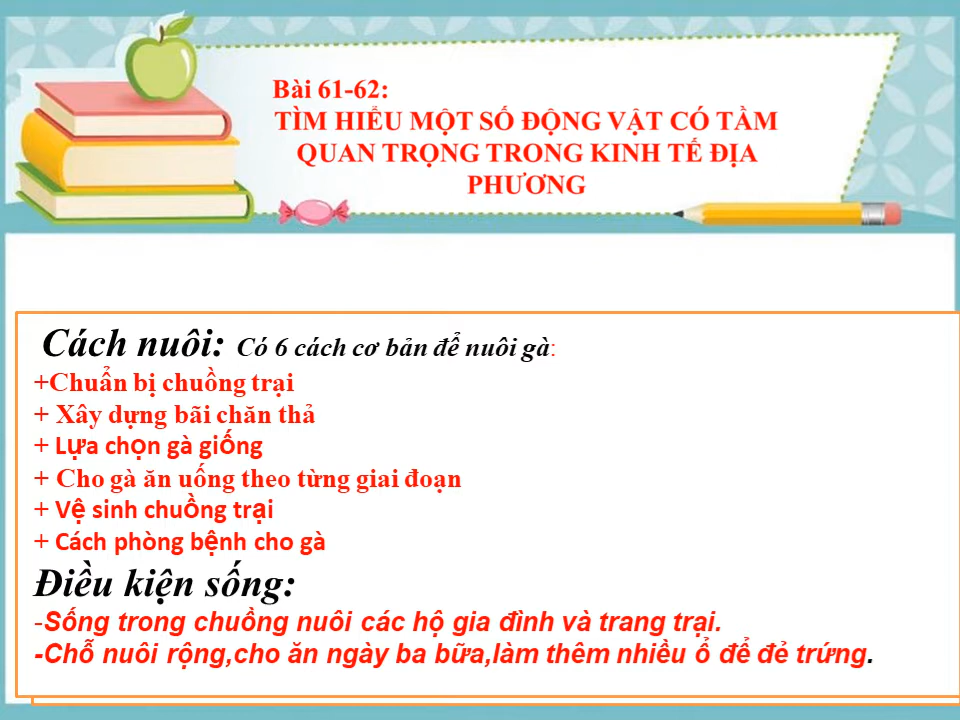 Bài 61-62:
TÌM HIỂU MỘT SỐ ĐỘNG VẬT CÓ TẦM
QUAN TRỌNG TRONG KINH TẾ ĐỊA
PHƯƠNG
Cách nuôi: Có 6 cách cơ bản để nuôi gà:
+Chuẩn bị chuồng trại
+ Xây dựng bãi chăn thả
+ Lựa chọn gà giống
+ Cho gà ăn uống theo từng giai đoạn
+ Vệ sinh chuồng trại
+ Cách phòng bệnh cho gà
Điều kiện sống:
-Sống trong chuồng nuôi các hộ gia đình và trang trại.
-Chỗ nuôi rộng,cho ăn ngày ba bữa,làm thêm nhiều ổ để đẻ trứng.